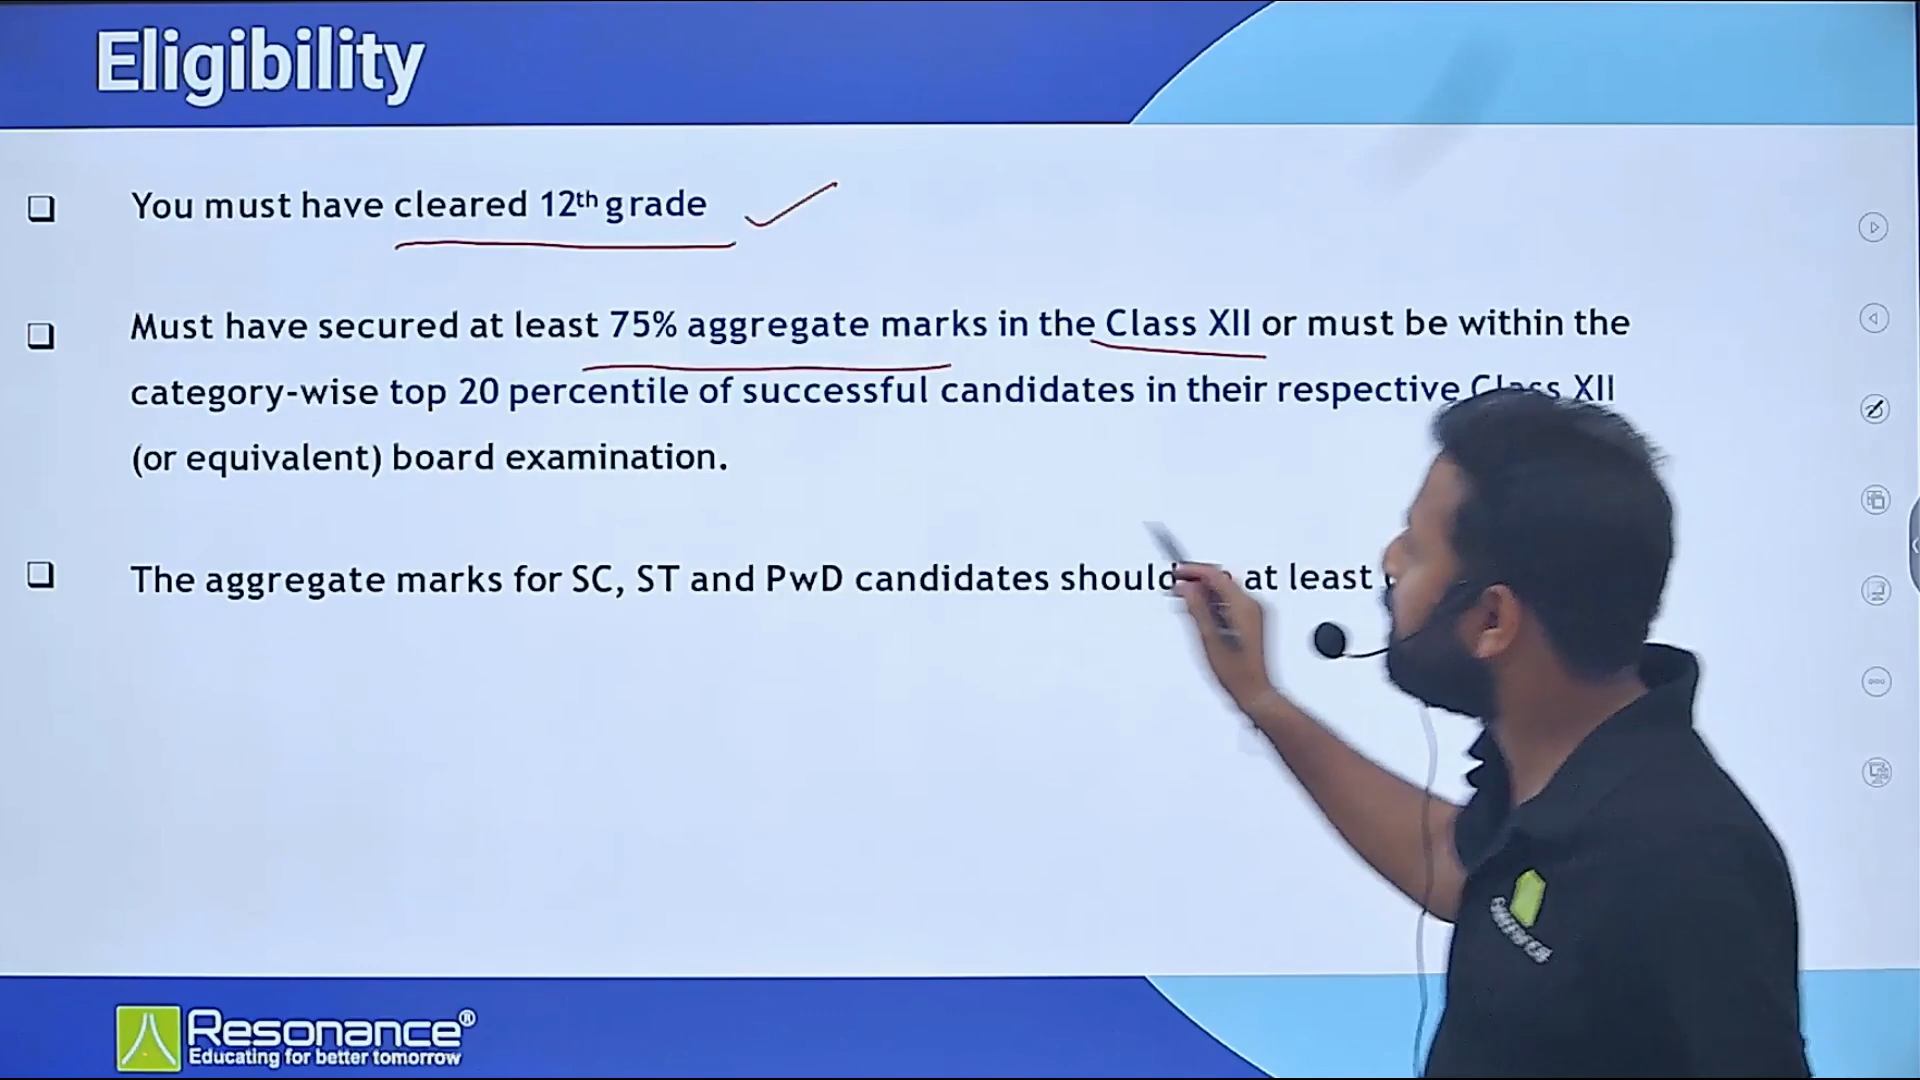 Eligibility
You must have cleared 12th grade
Must have secured at least 75% aggregate marks in the Class XII or must be within the
category-wise top 20 percentile of successful candidates in their respective Class XII
(or equivalent) board examination.
The aggregate marks for SC, ST and PwD candidates should at least
Resonance®
Educating for better tomorrow